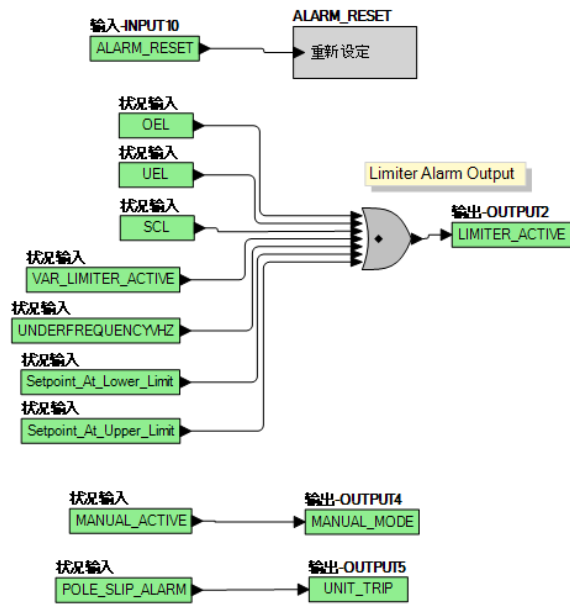 输入-INPUT10
ALARM_RESET
ALARM_RESET
重新设定
状况输入
OEL
状况输入
UEL
状况输入
SCL
Limiter Alarm Output
输出-OUTPUT2
LIMITER_ACTIVE
状况输入
VAR_LIMITER_ACTIVE
状况输入
UNDERFREQUENCYVHZ
状况输入
Setpoint_At_Lower_Limit
状况输入
Setpoint_At_Upper_Limit
状况输入
MANUAL_ACTIVE
输出-OUTPUT4
MANUAL_MODE
状况输入
POLE_SLIP_ALARM
输出-OUTPUT5
UNIT_TRIP